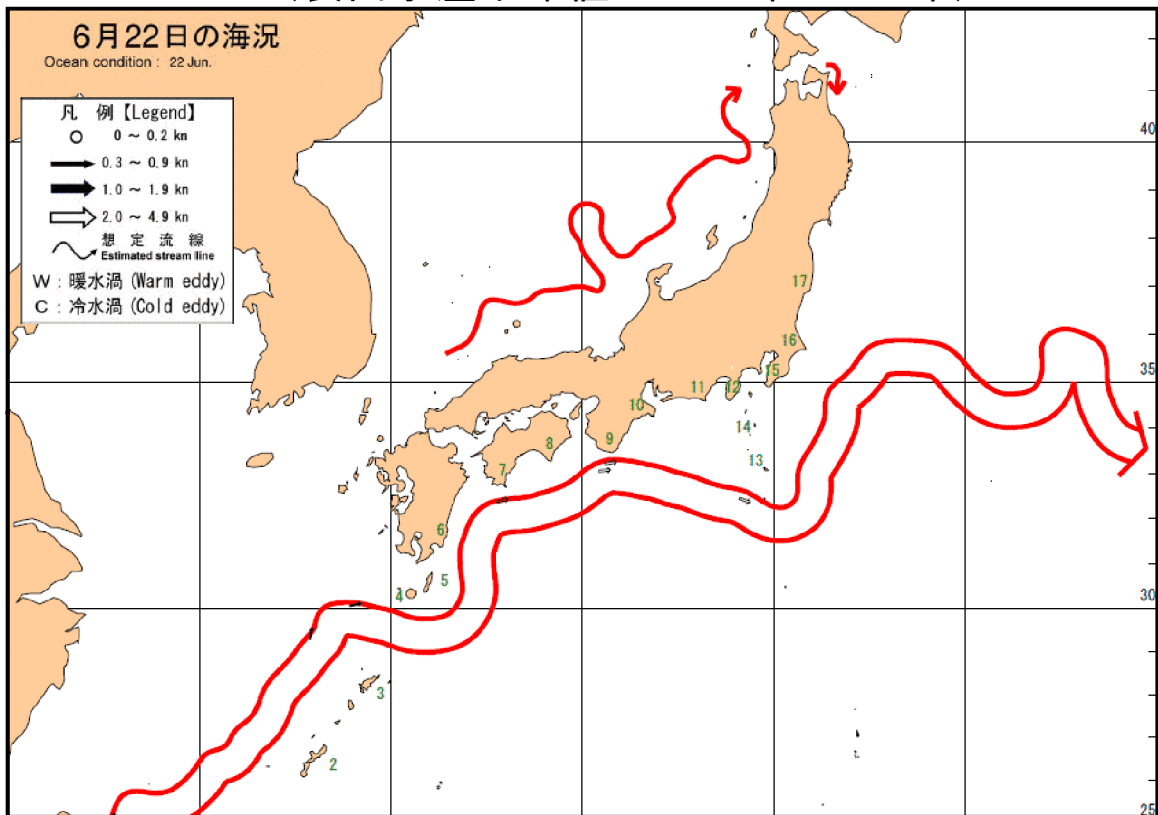 6月22日の海況
Ocean condition : 22 Jun.
凡 例【Legend】
0 ~ 0.2 kn
0.3 ~ 0.9 kn
1.0 ~ 1.9 kn
2.0 ~ 4.9 kn
想 定 流 線
Estimated stream line
W : 暖水渦 (Warm eddy)
C : 冷水渦 (Cold eddy)
40
17
16
35
15
12
11
10
14
9
8
13
7
6
5
4
30
3
2
25